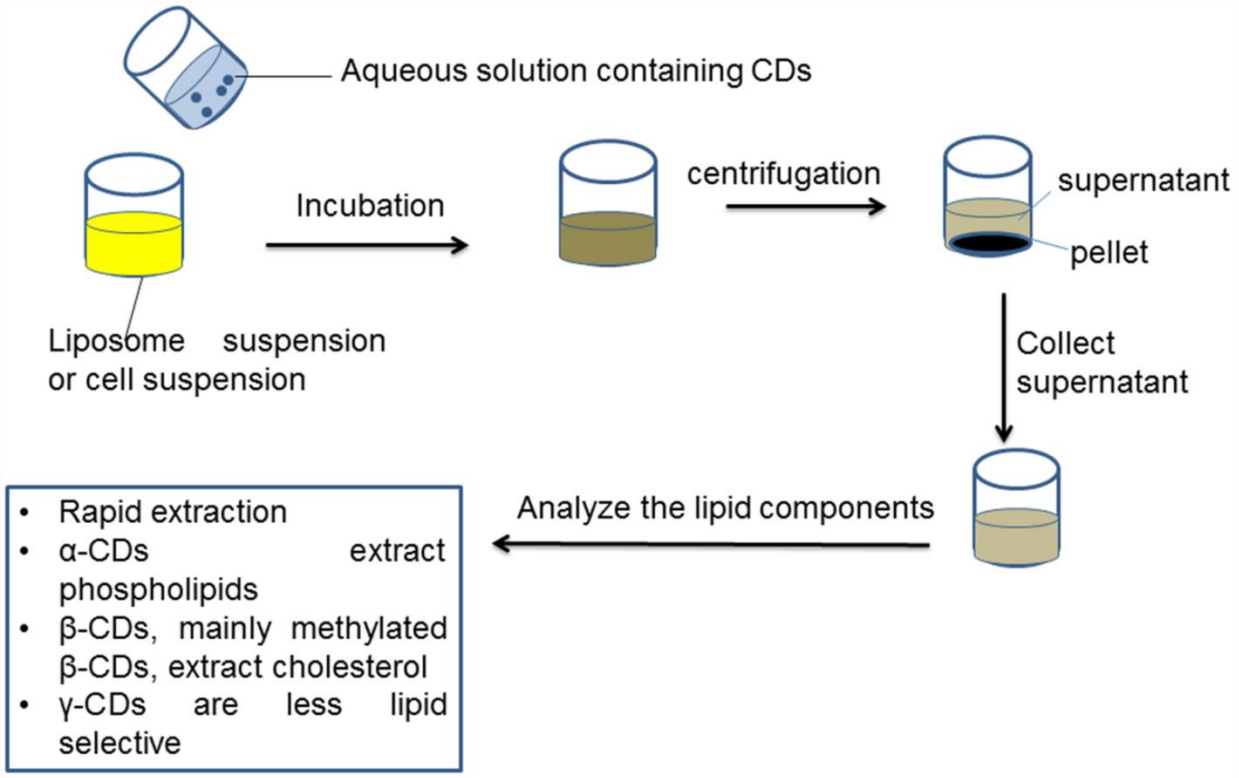 Aqueous solution containing CDs
Incubation
centrifugation
supernatant
pellet
Liposome suspension
or cell suspension
Collect
supernatant
Analyze the lipid components
• Rapid extraction
• α-CDs extract
phospholipids
• β-CDs, mainly methylated
β-CDs, extract cholesterol
• γ-CDs are less lipid
selective